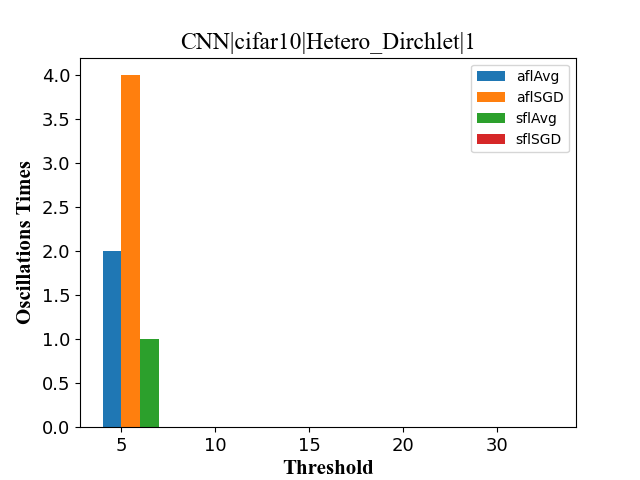 CNN|cifar10|Hetero_Dirchlet|1
4.0
3.5
3.0
2.5
2.0
1.5
1.0
0.5
0.0
Oscillations Times
5 10 15 20 25 30
Threshold
aflAvg
aflSGD
sflAvg
sflSGD